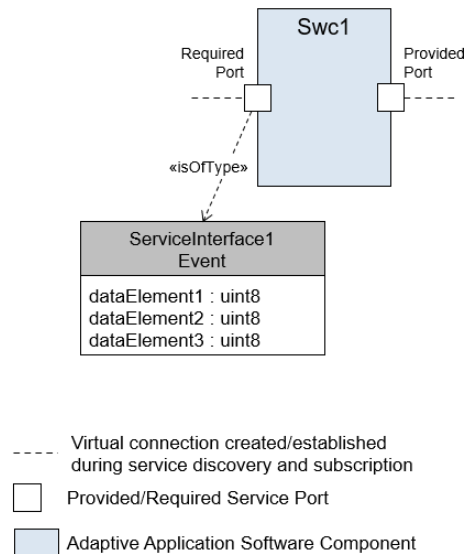 Swc1
Required
Port
Provided
Port
«isOfType»
ServiceInterface1
Event
dataElement1 : uint8
dataElement2 : uint8
dataElement3 : uint8
Virtual connection created/established
during service discovery and subscription
Provided/Required Service Port
Adaptive Application Software Component